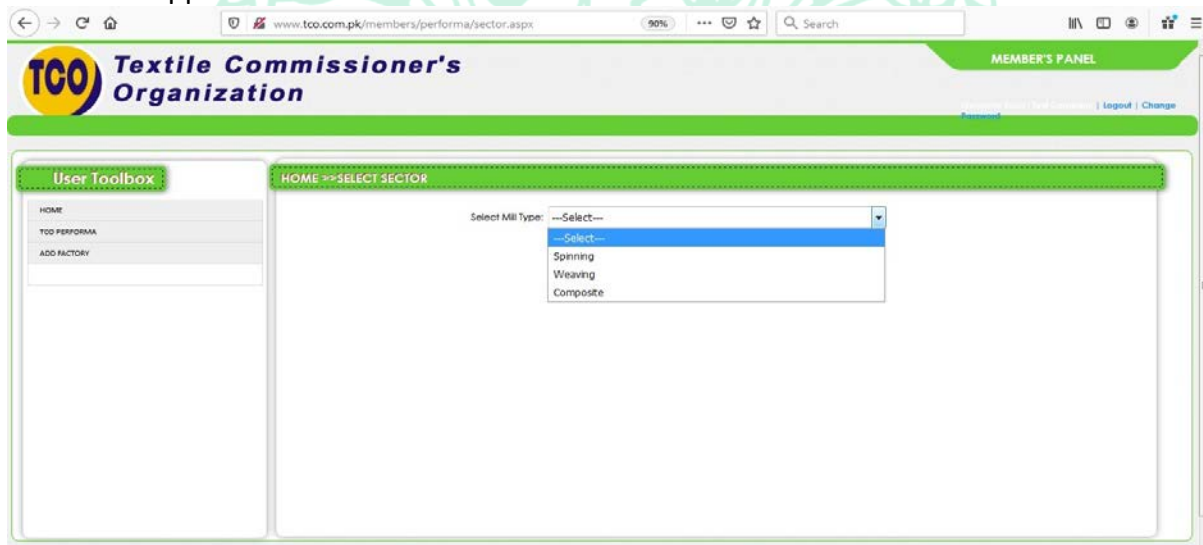 www.tco.com.pk/members/performa/sector.aspx
90%
Search
TCO
Textile Commissioner's
Organization
MEMBER'S PANEL
| Logout | Change
Password
User Toolbox
HOME
TCO PERFORMA
ADD FACTORY
HOME >>SELECT SECTOR
Select Mill Type: ---Select---
---Select---
Spinning
Weaving
Composite